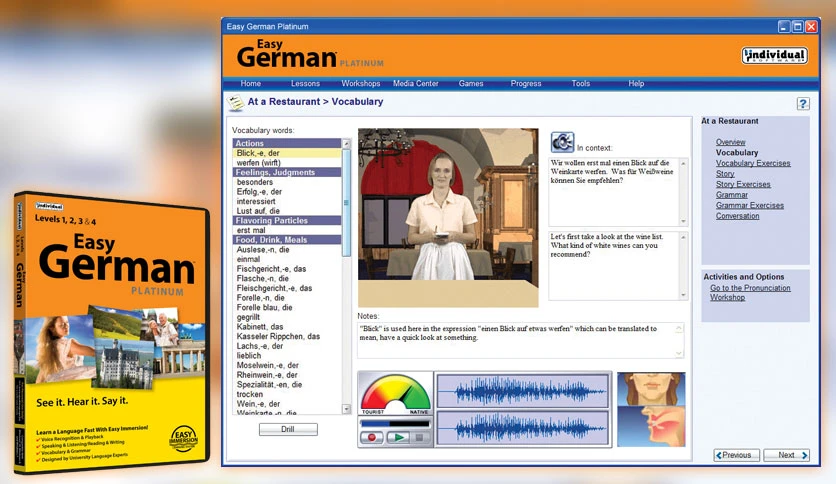 individual
SOFTWARE
Levels 1, 2, 3 & 4
Easy
German
PLATINUM
See it. Hear it. Say it.
Learn a Language Fast With Easy Immersion!
Voice Recognition & Playback
Speaking & Listening/Reading & Writing
Vocabulary & Grammar
Designed by University Language Experts
EASY
IMMERSION
Easy German Platinum
Easy
German PLATINUM
individual
SOFTWARE
Home Lessons Workshops Media Center Games Progress Tools Help
At a Restaurant > Vocabulary
?
Vocabulary words:
Actions
Blick,-e, der
werfen (wirft)
Feelings, Judgments
besonders
Erfolg,-e, der
interessiert
Lust auf, die
Flavoring Particles
erst mal
Food, Drink, Meals
Auslese,-n, die
einmal
Fischgericht,-e, das
Flasche,-n, die
Fleischgericht,-e, das
Forelle,-n, die
Forelle blau, die
gegrillt
Kabinett, das
Kasseler Rippchen, das
Lachs,-e, der
lieblich
Moselwein,-e, der
Rheinwein,-e, der
Spezialität,-en, die
trocken
Wein,-e, der
Weinkarte,-n, die
Drill
In context:
Wir wollen erst mal einen Blick auf die
Weinkarte werfen. Was für Weißweine
können Sie empfehlen?
Let's first take a look at the wine list.
What kind of white wines can you
recommend?
Notes:
"Blick" is used here in the expression "einen Blick auf etwas werfen" which can be translated to
mean, have a quick look at something.
TOURIST NATIVE
At a Restaurant
Overview
Vocabulary
Vocabulary Exercises
Story
Story Exercises
Grammar
Grammar Exercises
Conversation
Activities and Options
Go to the Pronunciation
Workshop
Previous Next